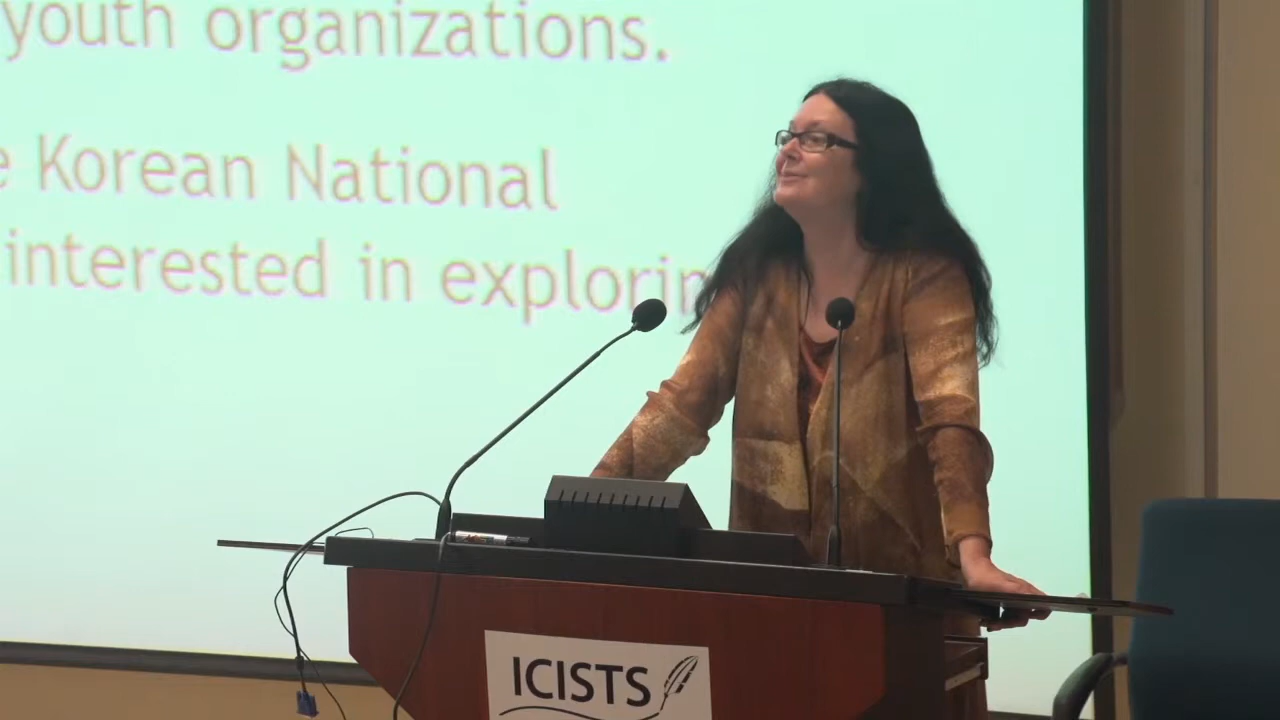 youth organizations.
Korean National
interested in explorin
ICISTS